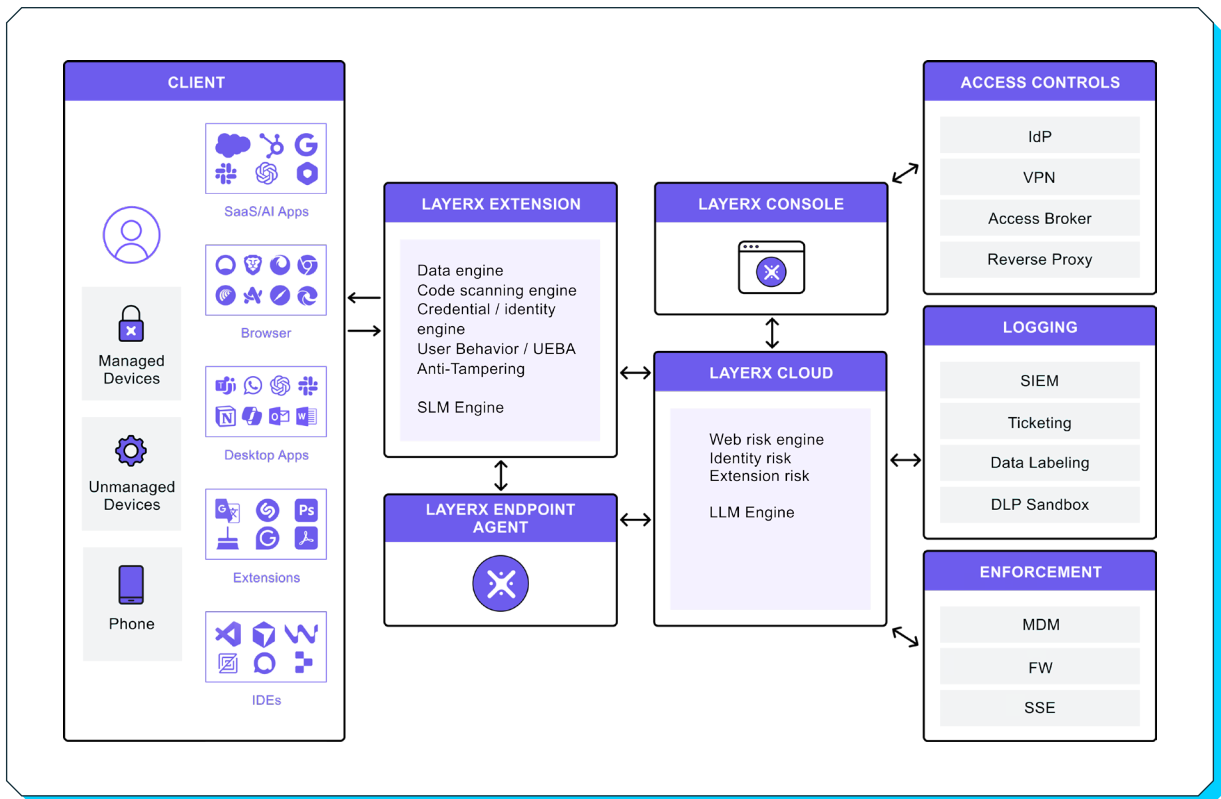 CLIENT
SaaS/AI Apps
Browser
Managed
Devices
Desktop Apps
Unmanaged
Devices
Extensions
Ps
Phone
IDEs
LAYERX EXTENSION
Data engine
Code scanning engine
Credential / identity
engine
User Behavior / UEBA
Anti-Tampering
SLM Engine
LAYERX ENDPOINT
AGENT
LAYERX CONSOLE
LAYERX CLOUD
Web risk engine
Identity risk
Extension risk
LLM Engine
ACCESS CONTROLS
IdP
VPN
Access Broker
Reverse Proxy
LOGGING
SIEM
Ticketing
Data Labeling
DLP Sandbox
ENFORCEMENT
MDM
FW
SSE